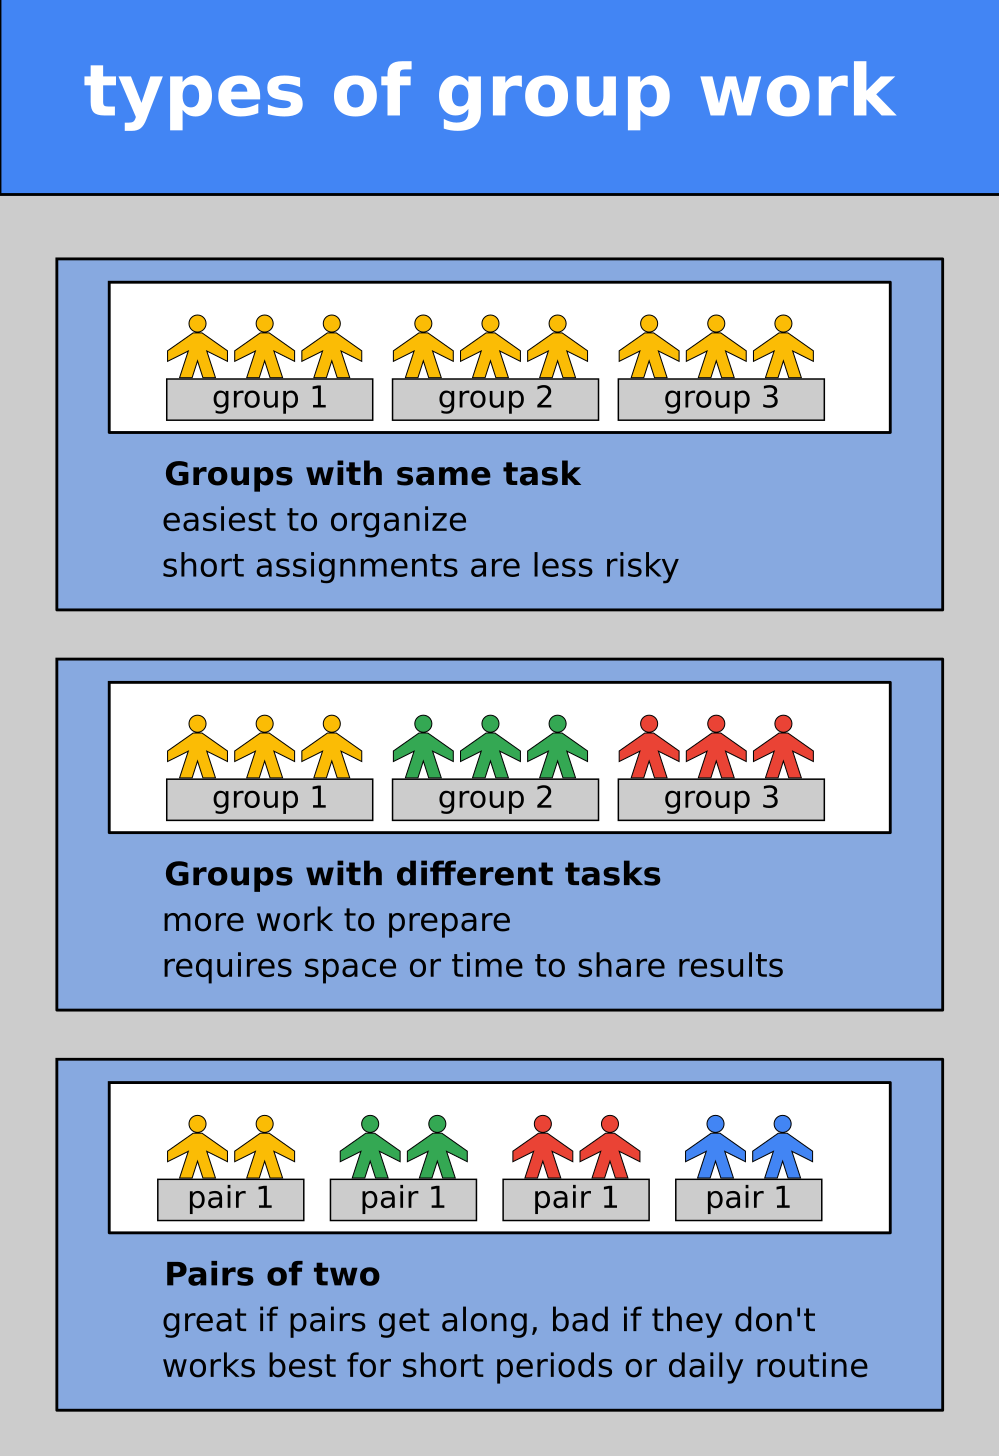 types of group work
group 1 group 2 group 3
Groups with same task
easiest to organize
short assignments are less risky
group 1 group 2 group 3
Groups with different tasks
more work to prepare
requires space or time to share results
pair 1 pair 1 pair 1 pair 1
Pairs of two
great if pairs get along, bad if they don't
works best for short periods or daily routine